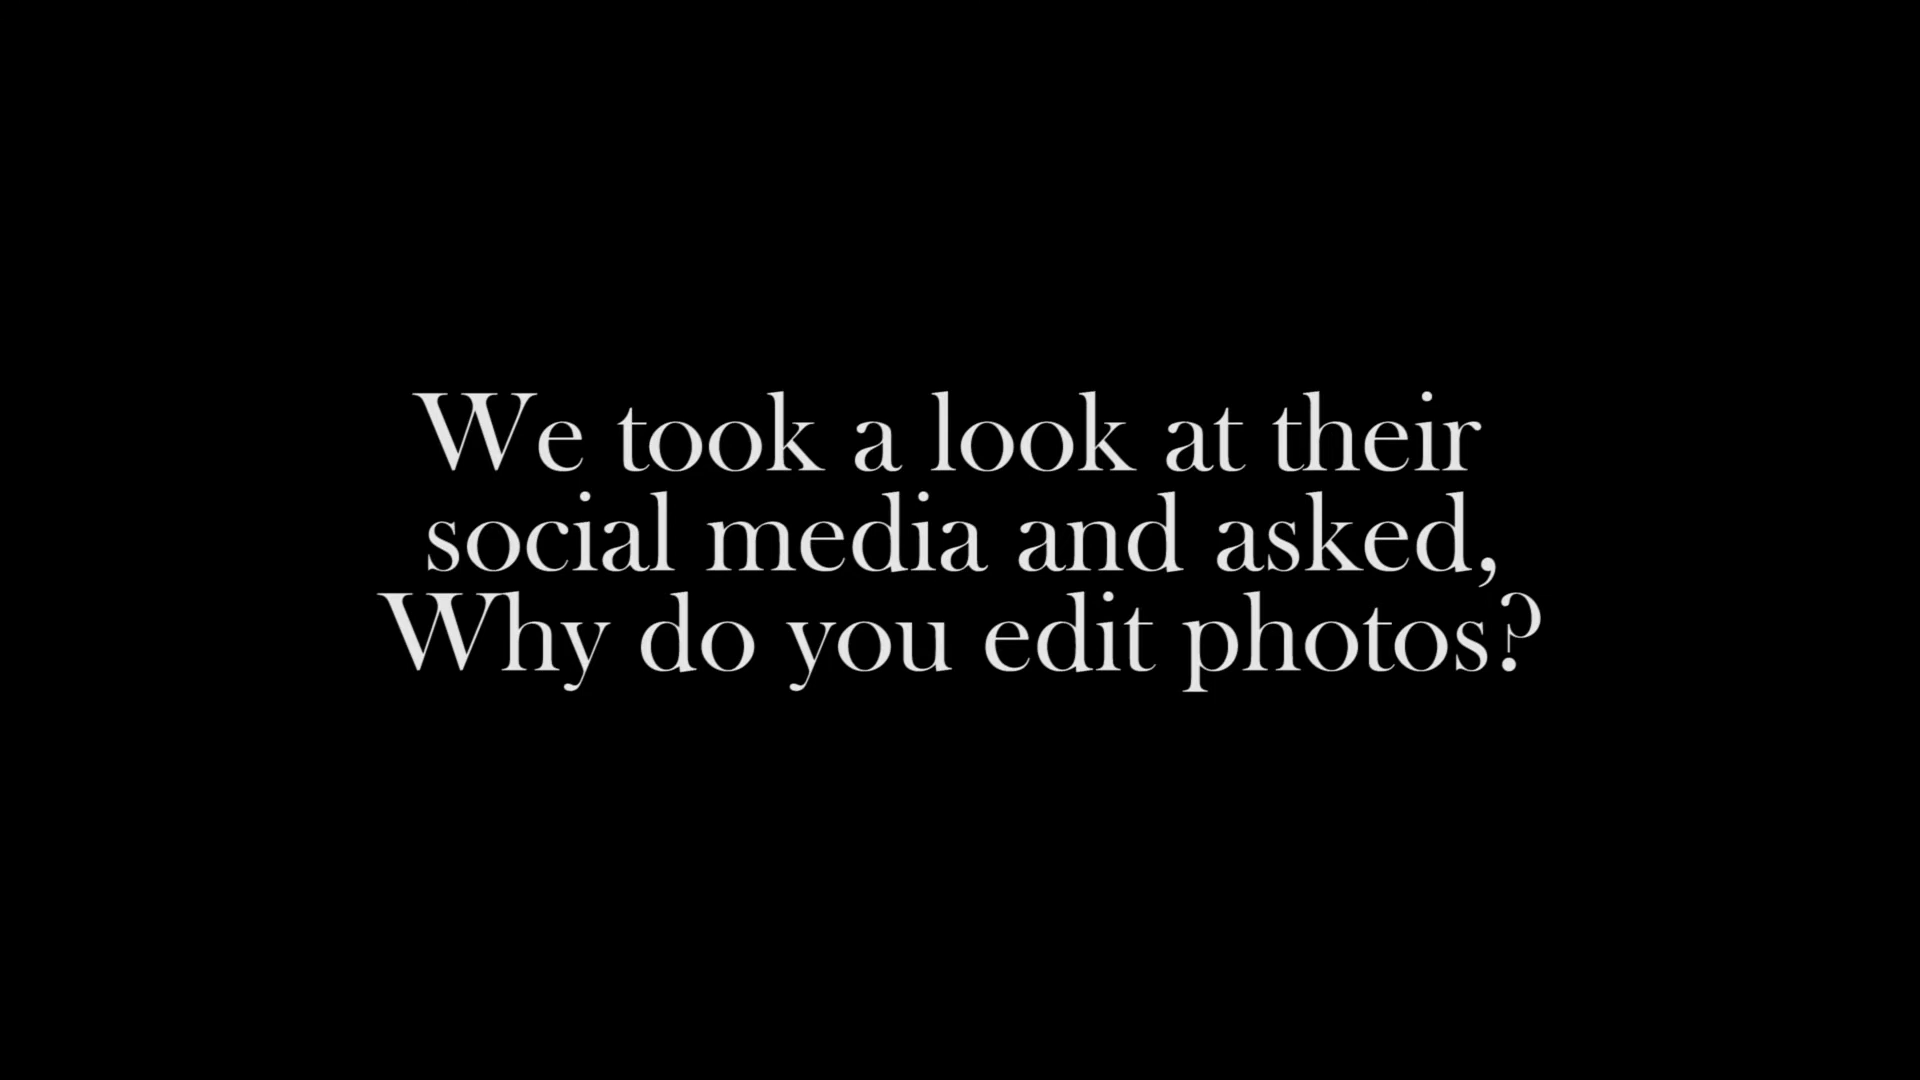 We took a look at their
social media and asked,
Why do you edit photos?